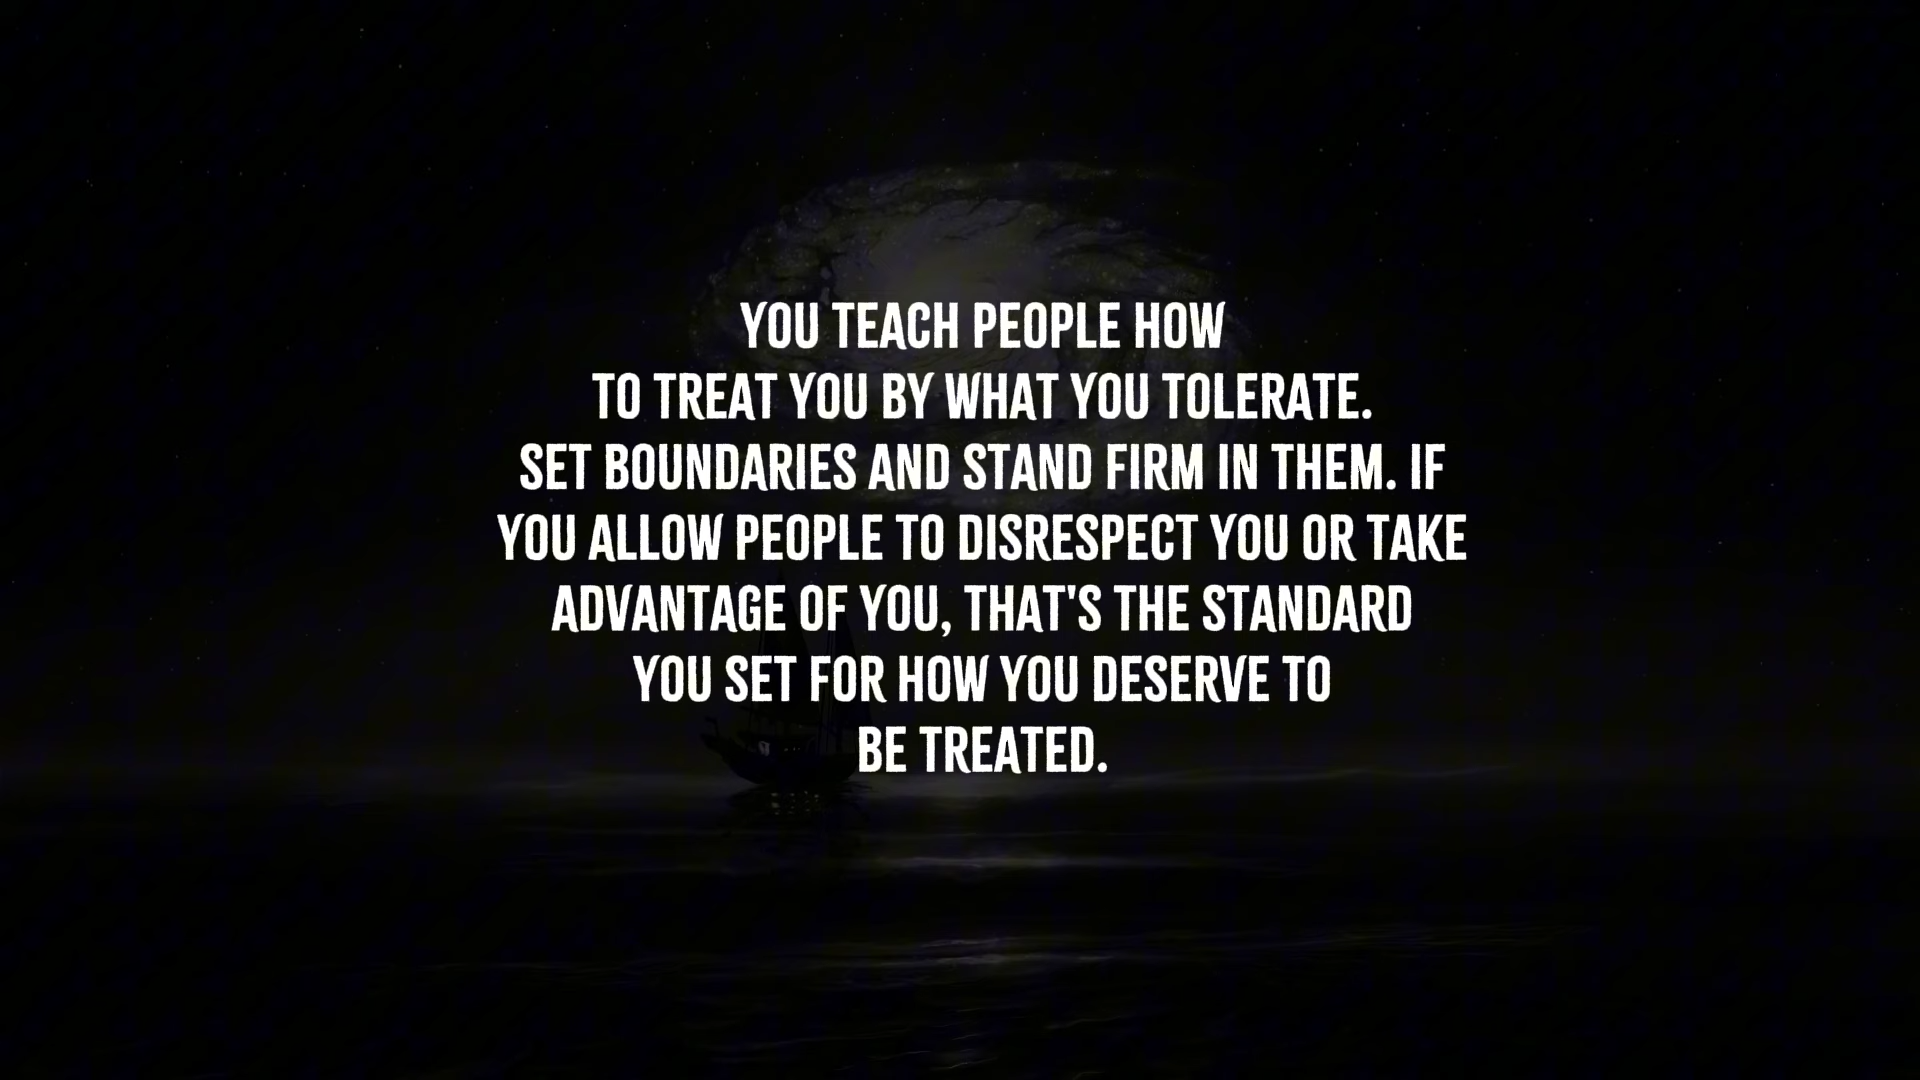 YOU TEACH PEOPLE HOW
TO TREAT YOU BY WHAT YOU TOLERATE.
SET BOUNDARIES AND STAND FIRM IN THEM. IF
YOU ALLOW PEOPLE TO DISRESPECT YOU OR TAKE
ADVANTAGE OF YOU, THAT'S THE STANDARD
YOU SET FOR HOW YOU DESERVE TO
BE TREATED.